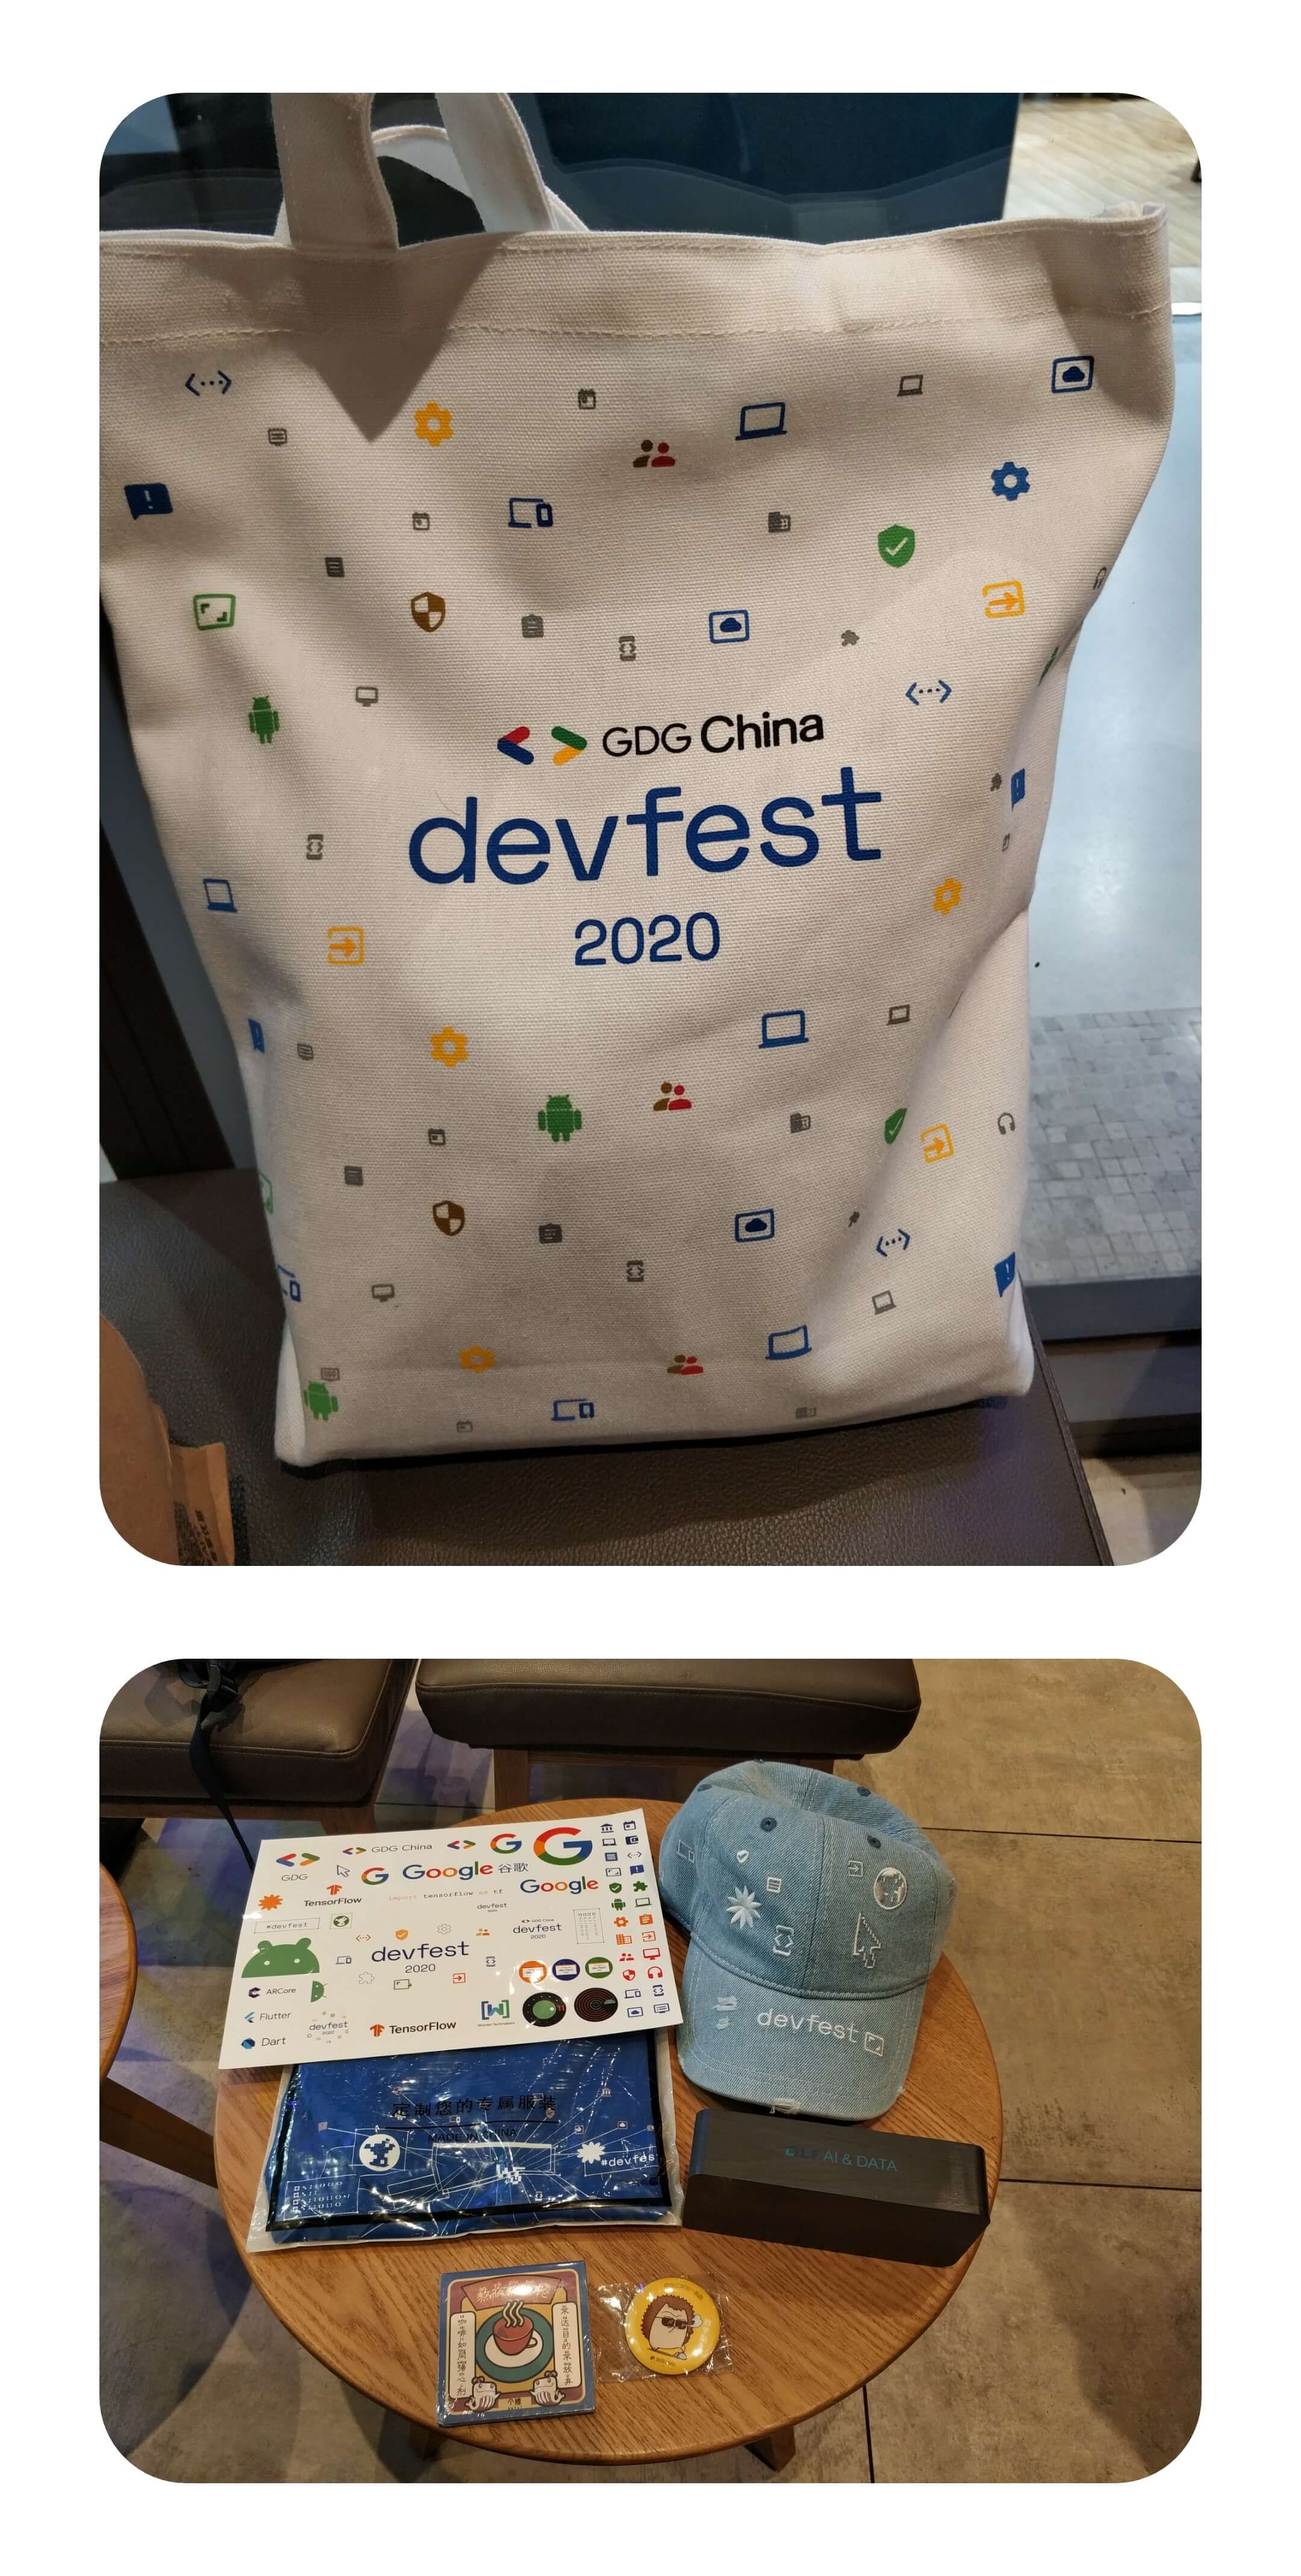 GDG China
devfest
2020
GDG China
GDG
Google 谷歌
Google
TensorFlow
import tensorflow as tf
devfest
#devfest
GDG China
devfest
2020
devfest
2020
ARCore
Flutter
devfest
Dart
TensorFlow
devfest
定制您的专属服装
MADE IN CHINA
#devfest
LF AI & DATA